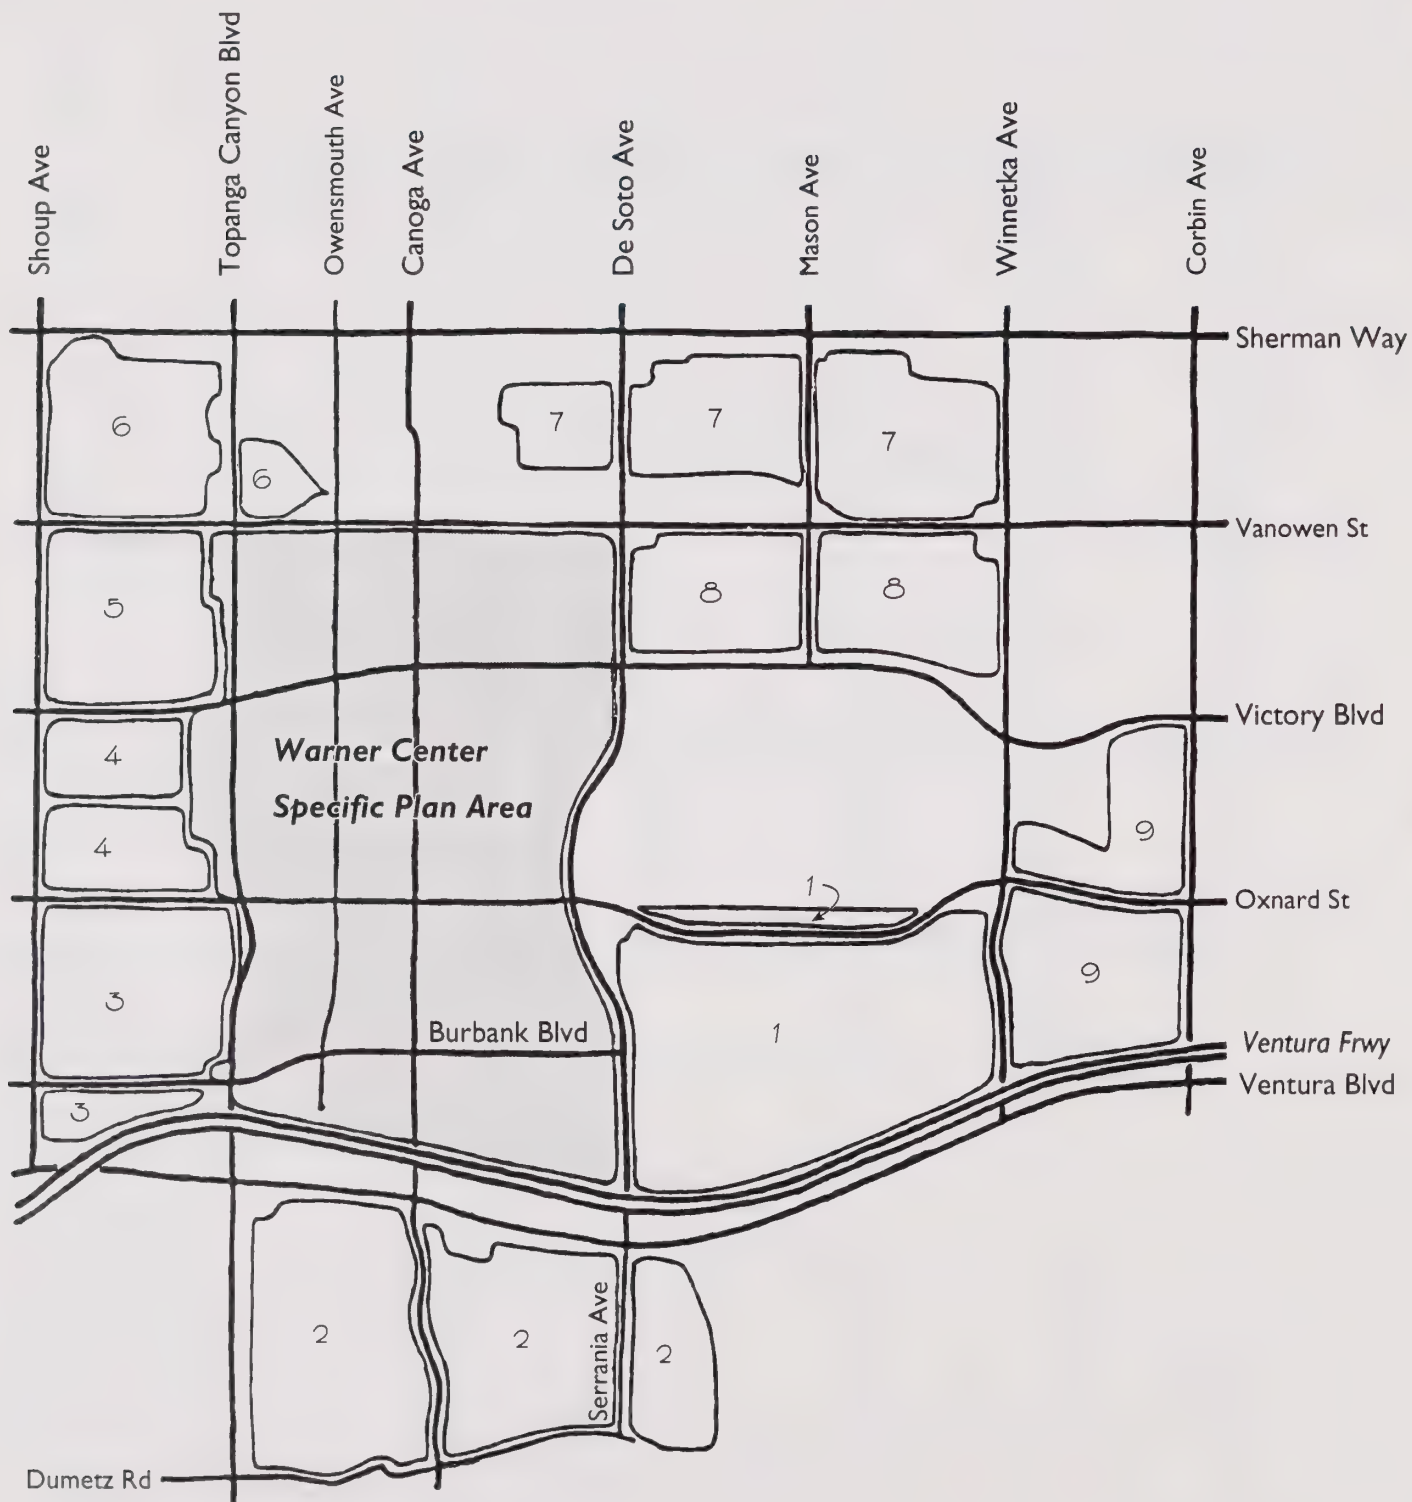 Shoup Ave
Topanga Canyon Blvd
Owensmouth Ave
Canoga Ave
De Soto Ave
Mason Ave
Winnetka Ave
Corbin Ave
Sherman Way
6
7
7
7
6
Vanowen St
5
8
8
Victory Blvd
4
Warner Center
Specific Plan Area
4
9
1
Oxnard St
3
9
Burbank Blvd
1
Ventura Frwy
Ventura Blvd
3
2
2
Serrania Ave
2
Dumetz Rd